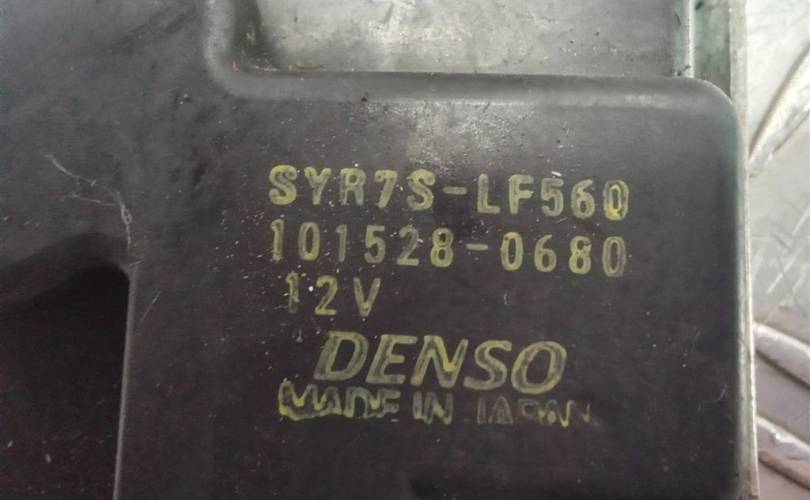 SYR7S-LF560
101528-0680
12V
DENSO
MADE IN JAPAN